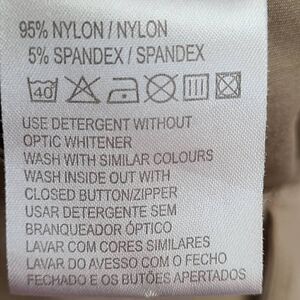 95% NYLON / NYLON
5% SPANDEX / SPANDEX
40
USE DETERGENT WITHOUT
OPTIC WHITENER
WASH WITH SIMILAR COLOURS
WASH INSIDE OUT WITH
CLOSED BUTTON/ZIPPER
USAR DETERGENTE SEM
BRANQUEADOR ÓPTICO
LAVAR COM CORES SIMILARES
LAVAR DO AVESSO COM O FECHO
FECHADO E OS BUTÕES APERTADOS